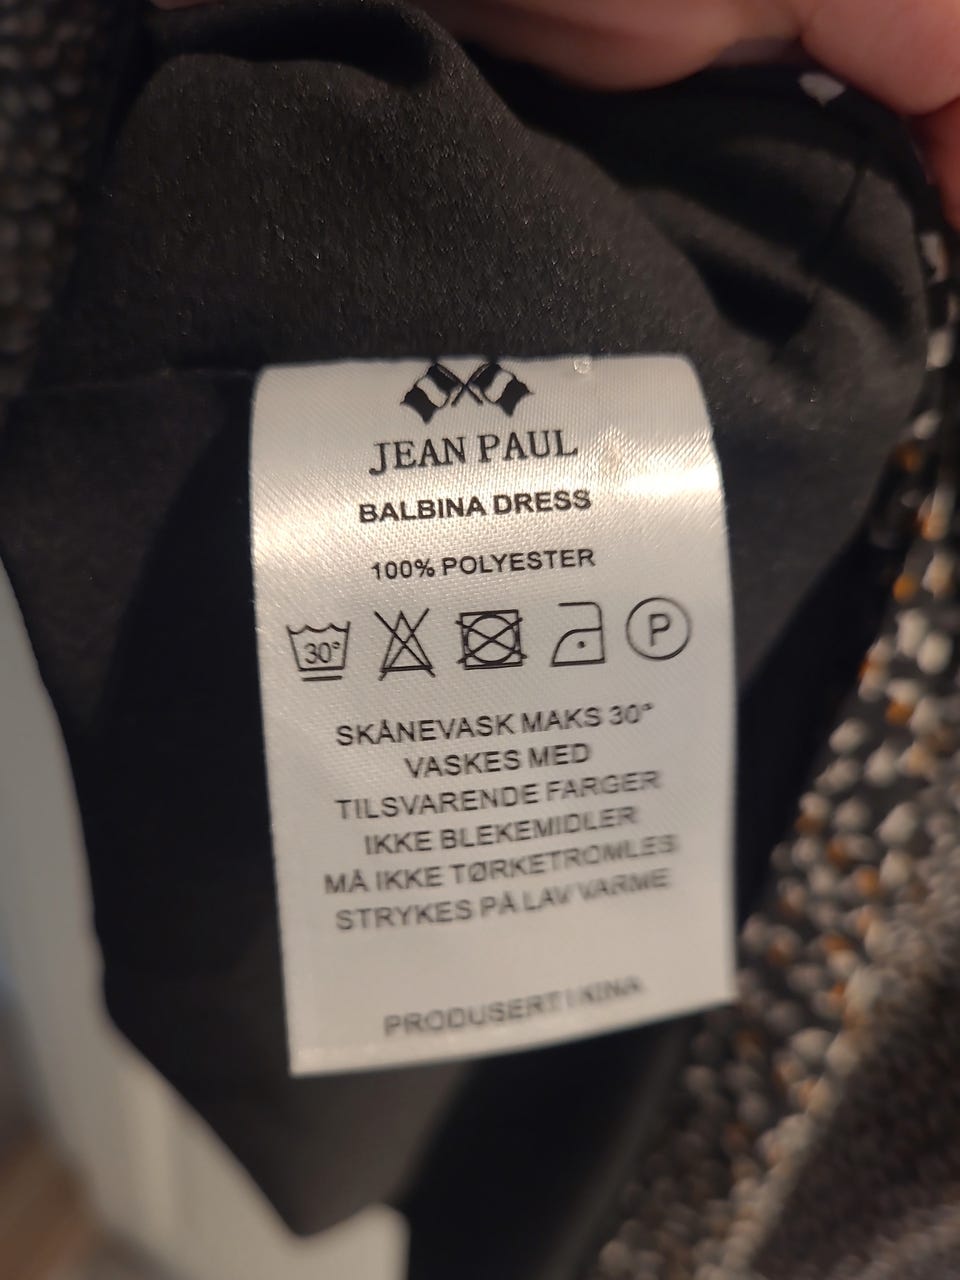 JEAN PAUL
BALBINA DRESS
100% POLYESTER
30° P
SKÅNEVASK MAKS 30°
VASKES MED
TILSVARENDE FARGER
IKKE BLEKEMIDLER
MÅ IKKE TØRKETROMLES
STRYKES PÅ LAV VARME
PRODUSERT I KINA